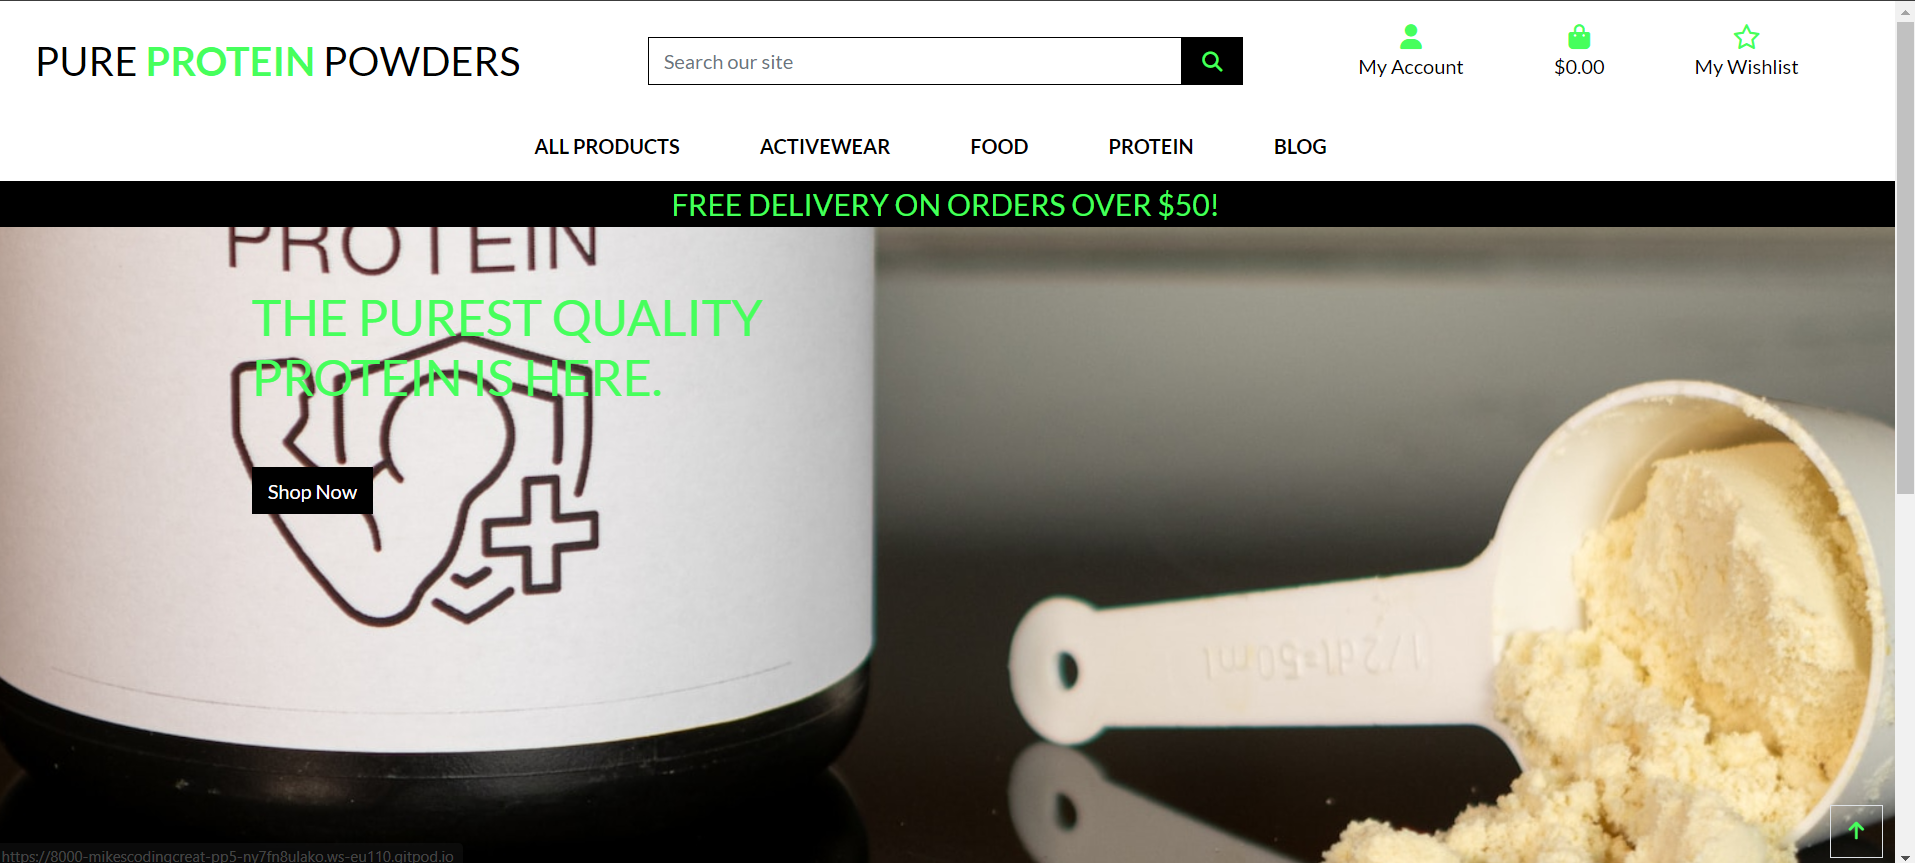 PURE PROTEIN POWDERS
Search our site
My Account
$0.00
My Wishlist
ALL PRODUCTS
ACTIVEWEAR
FOOD
PROTEIN
BLOG
FREE DELIVERY ON ORDERS OVER $50!
PROTEIN
THE PUREST QUALITY
PROTEIN IS HERE.
Shop Now
1/2dl=50ml
https://8000-mikescodingcreat-pp5-ny7fn8ulako.ws-eu110.gitpod.io